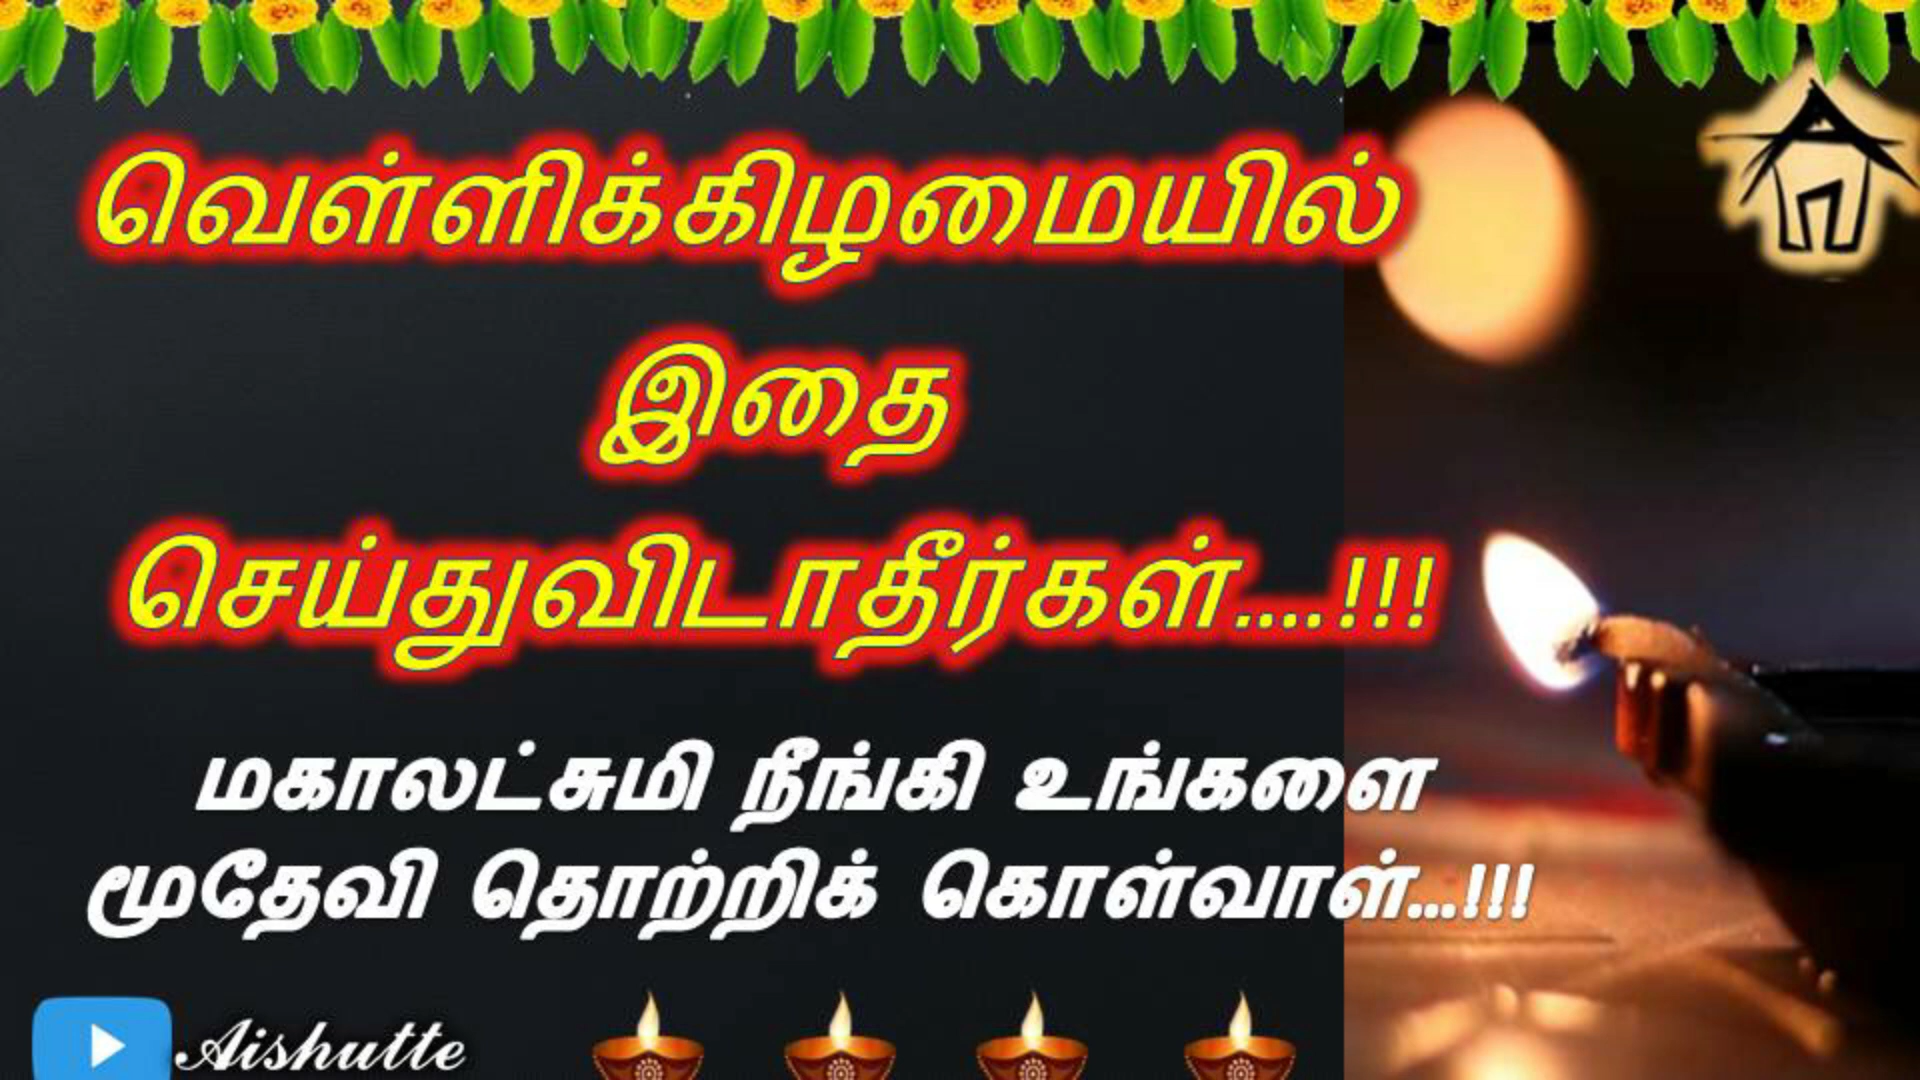 வெள்ளிக்கிழமையில்
இதை
செய்துவிடாதீர்கள்....!!!
மகாலட்சுமி நீங்கி உங்களை
மூதேவி தொற்றிக் கொள்வாள்...!!!
Aishutte